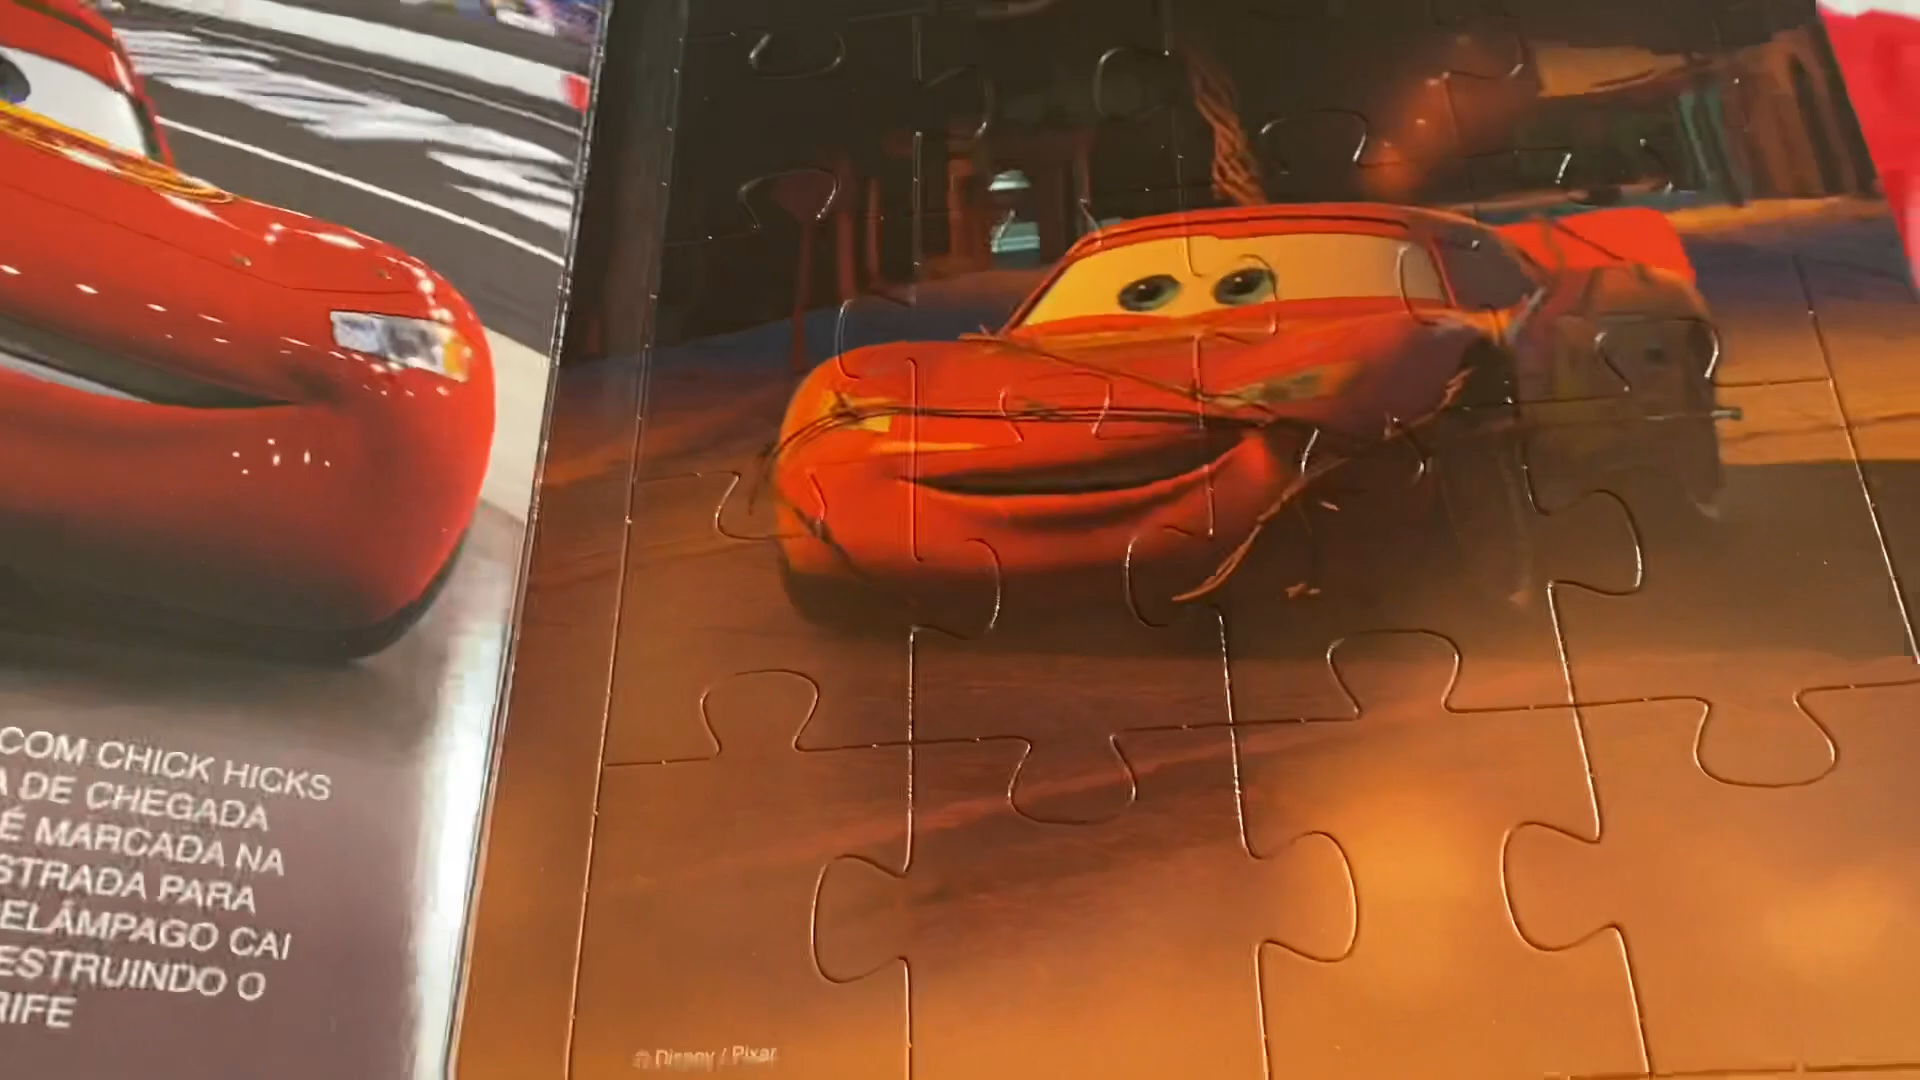 COM CHICK HICKS
A DE CHEGADA
É MARCADA NA
STRADA PARA
ELÂMPAGO CAI
ESTRUINDO O
RIFE
© Disney / Pixar